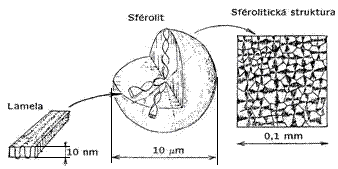 Sférolit
Sférolitická struktura
Lamela
10 nm
10 μm
0,1 mm